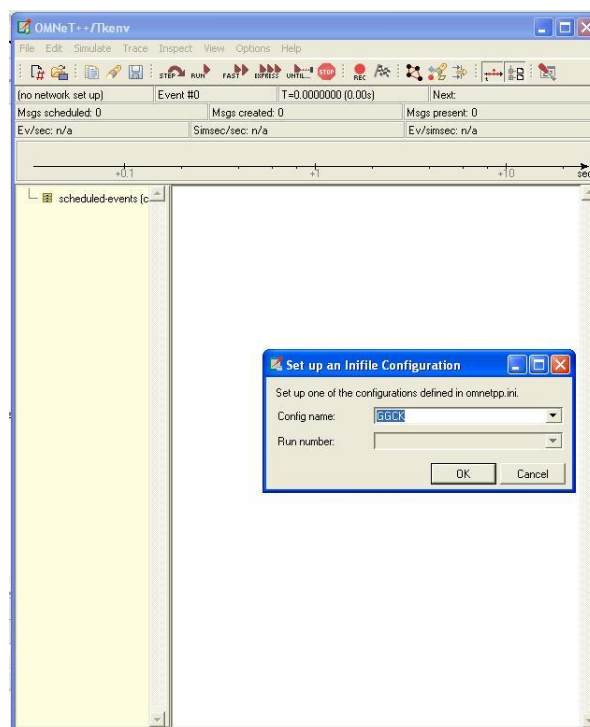 OMNeT++/Tkenv
File Edit Simulate Trace Inspect View Options Help
STEP RUN FAST EXPRESS UNTIL... STOP REC
(no network set up) Event #0 T=0.0000000 (0.00s) Next:
Msgs scheduled: 0 Msgs created: 0 Msgs present: 0
Ev/sec: n/a Simsec/sec: n/a Ev/simsec: n/a
+0.1 +1 +10 sec
scheduled-events (c
Set up an Inifile Configuration
Set up one of the configurations defined in omnetpp.ini.
Config name: GGCK
Run number:
OK Cancel